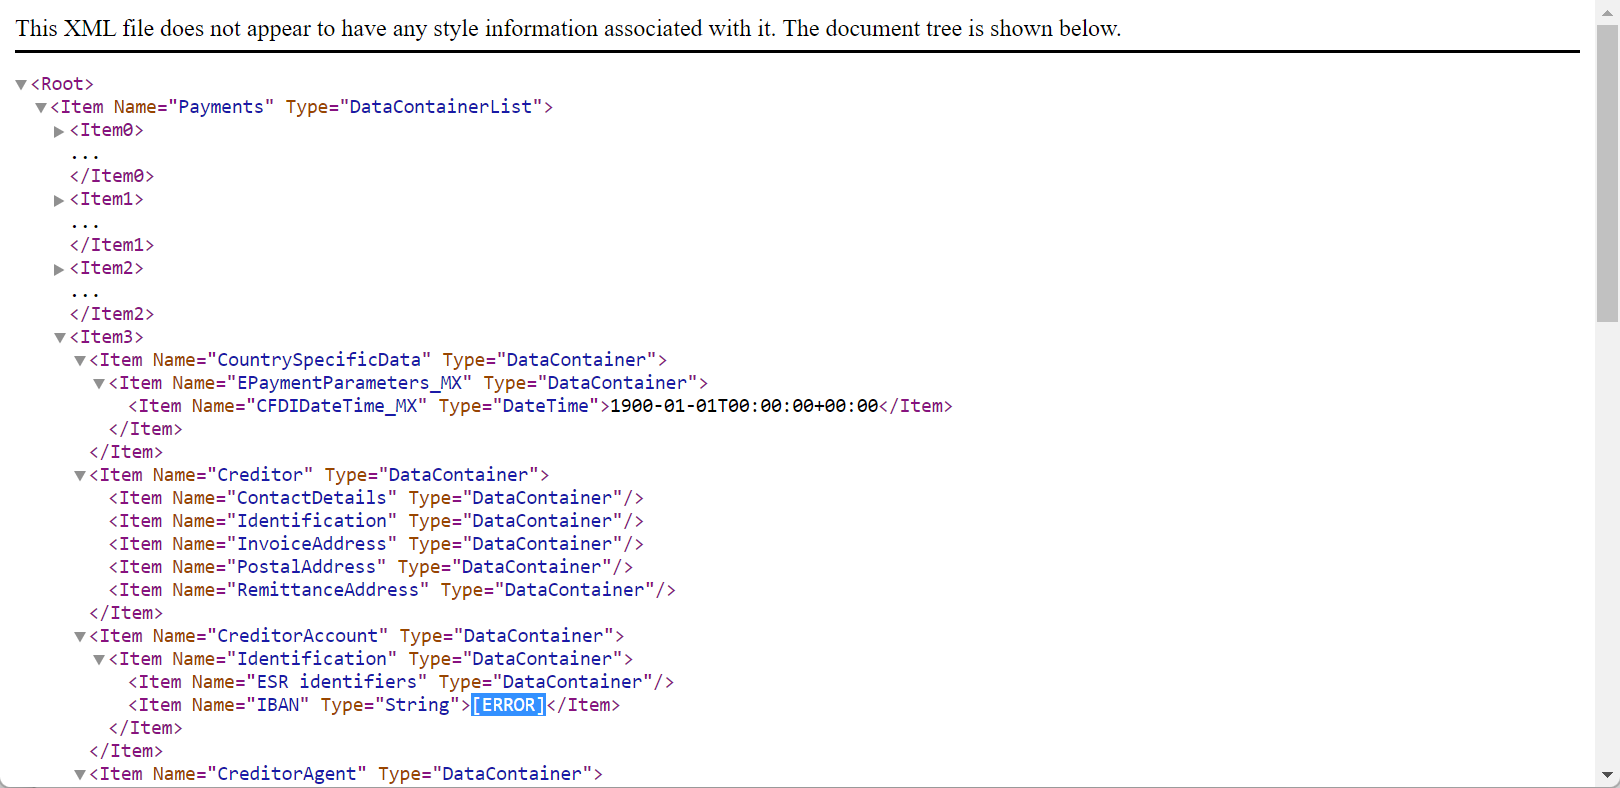 This XML file does not appear to have any style information associated with it. The document tree is shown below.
▼<Root>
▼<Item Name="Payments" Type="DataContainerList">
▶<Item0>
...
</Item0>
▶<Item1>
...
</Item1>
▶<Item2>
...
</Item2>
▼<Item3>
▼<Item Name="CountrySpecificData" Type="DataContainer">
▼<Item Name="EPaymentParameters_MX" Type="DataContainer">
<Item Name="CFDIDateTime_MX" Type="DateTime">1900-01-01T00:00:00+00:00</Item>
</Item>
</Item>
▼<Item Name="Creditor" Type="DataContainer">
<Item Name="ContactDetails" Type="DataContainer"/>
<Item Name="Identification" Type="DataContainer"/>
<Item Name="InvoiceAddress" Type="DataContainer"/>
<Item Name="PostalAddress" Type="DataContainer"/>
<Item Name="RemittanceAddress" Type="DataContainer"/>
</Item>
▼<Item Name="CreditorAccount" Type="DataContainer">
▼<Item Name="Identification" Type="DataContainer">
<Item Name="ESR identifiers" Type="DataContainer"/>
<Item Name="IBAN" Type="String">[ERROR]</Item>
</Item>
</Item>
▼<Item Name="CreditorAgent" Type="DataContainer">